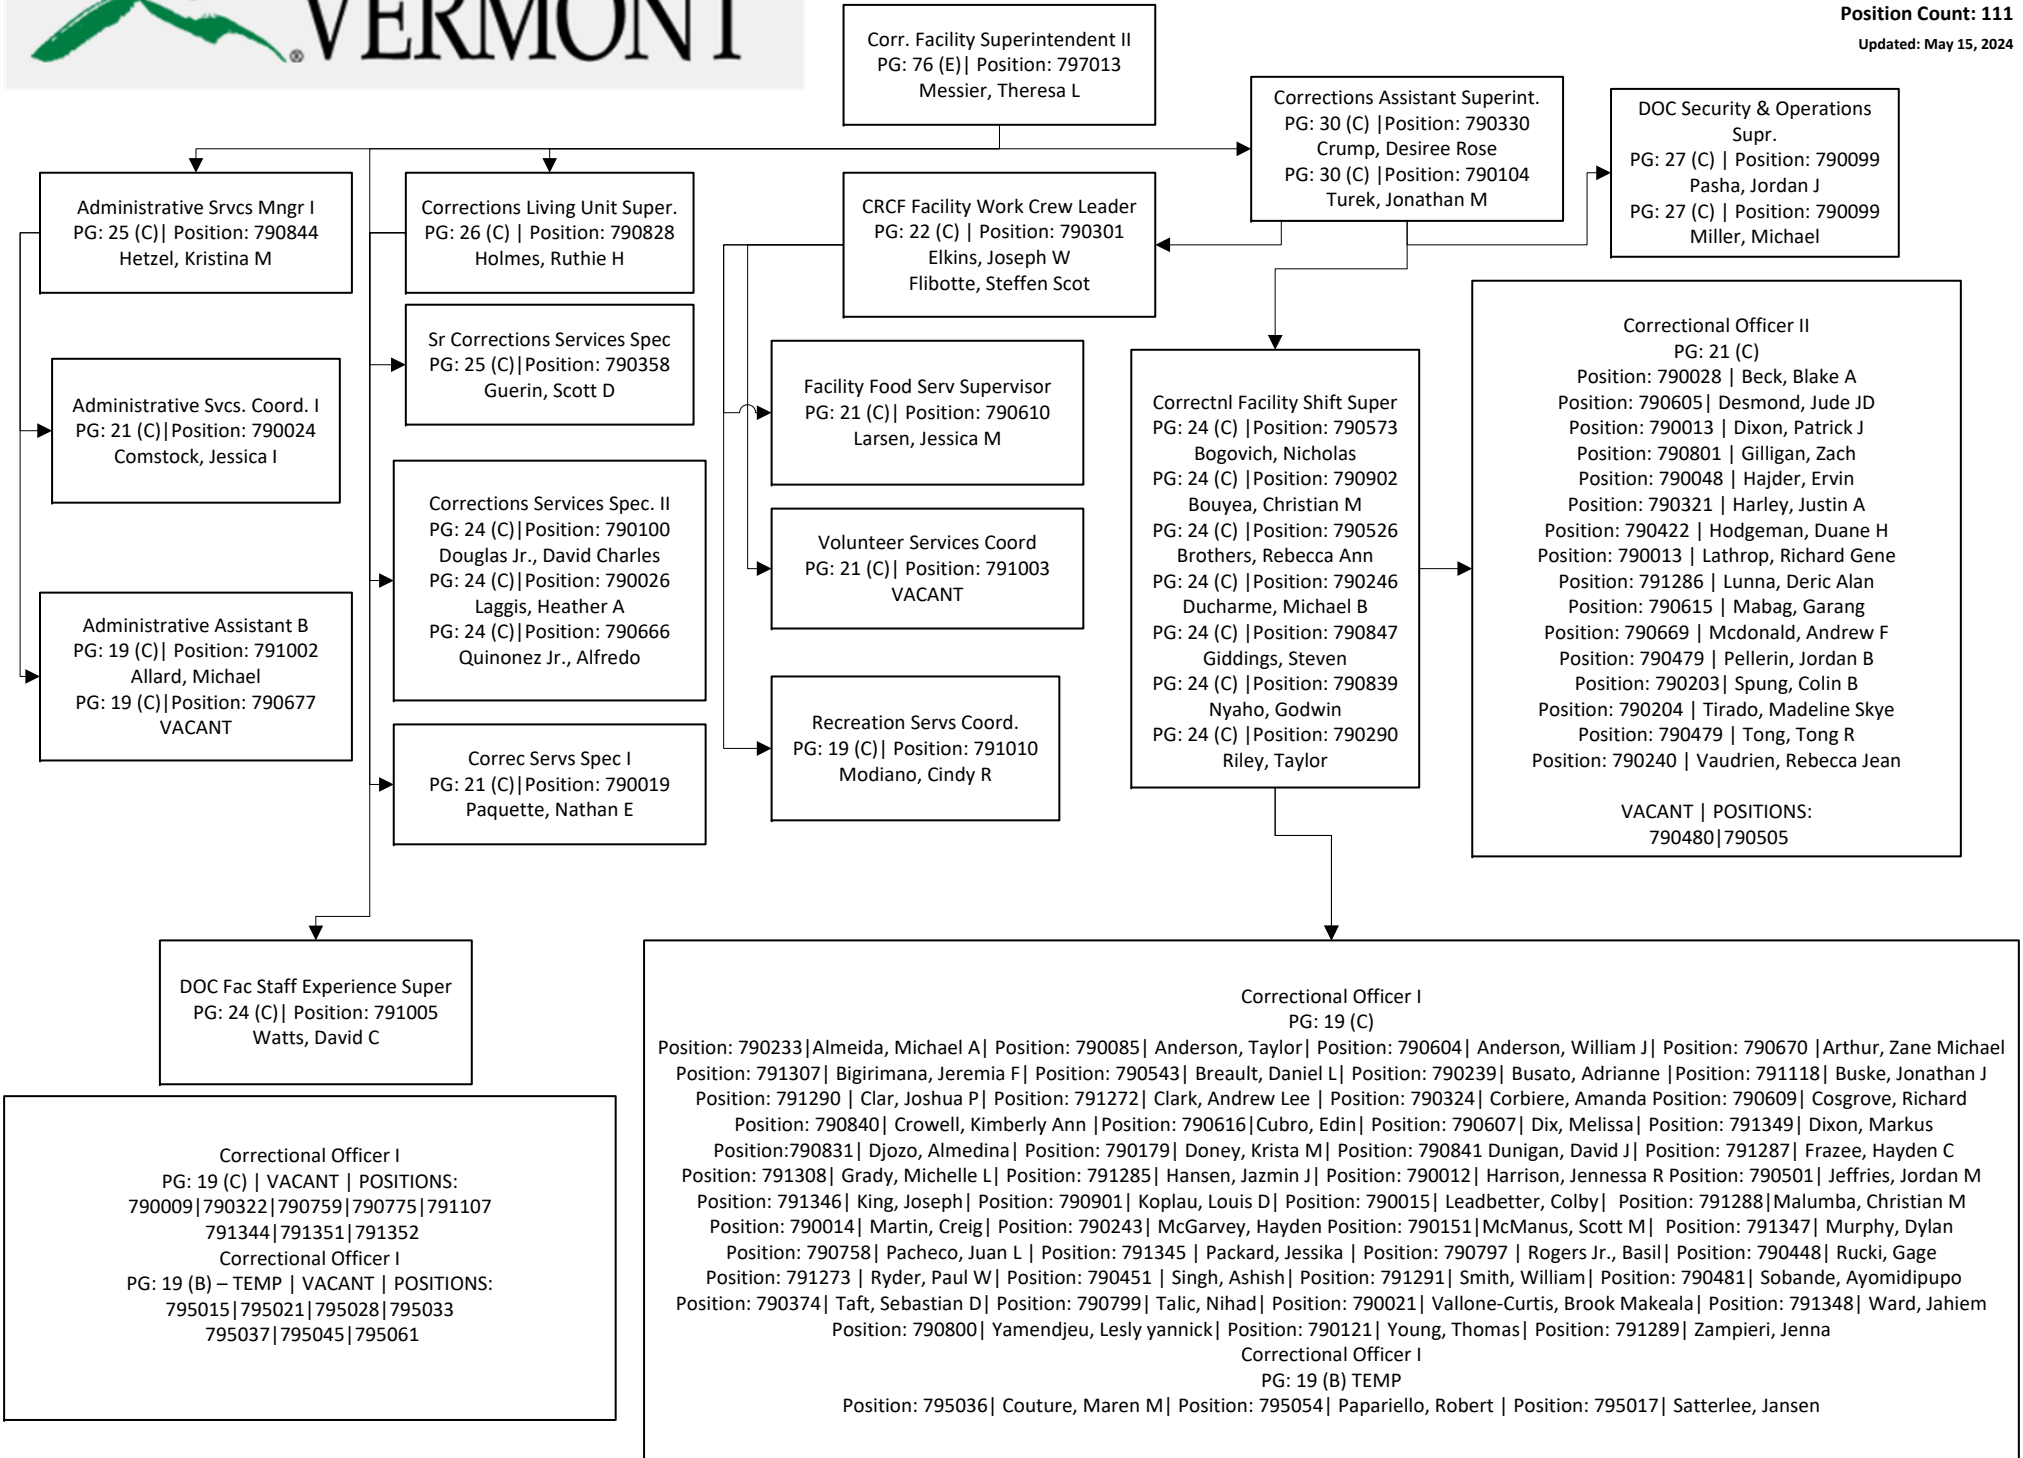 VERMONT
®
Position Count: 111
Updated: May 15, 2024
Corr. Facility Superintendent II
PG: 76 (E)| Position: 797013
Messier, Theresa L
Corrections Assistant Superint.
PG: 30 (C) |Position: 790330
Crump, Desiree Rose
PG: 30 (C) |Position: 790104
Turek, Jonathan M
DOC Security & Operations
Supr.
PG: 27 (C) | Position: 790099
Pasha, Jordan J
PG: 27 (C) | Position: 790099
Miller, Michael
Administrative Srvcs Mngr I
PG: 25 (C)| Position: 790844
Hetzel, Kristina M
Corrections Living Unit Super.
PG: 26 (C) | Position: 790828
Holmes, Ruthie H
CRCF Facility Work Crew Leader
PG: 22 (C) | Position: 790301
Elkins, Joseph W
Flibotte, Steffen Scot
Administrative Svcs. Coord. I
PG: 21 (C)|Position: 790024
Comstock, Jessica I
Sr Corrections Services Spec
PG: 25 (C)|Position: 790358
Guerin, Scott D
Facility Food Serv Supervisor
PG: 21 (C)| Position: 790610
Larsen, Jessica M
Correctnl Facility Shift Super
PG: 24 (C) |Position: 790573
Bogovich, Nicholas
PG: 24 (C) |Position: 790902
Bouyea, Christian M
PG: 24 (C) |Position: 790526
Brothers, Rebecca Ann
PG: 24 (C) |Position: 790246
Ducharme, Michael B
PG: 24 (C) |Position: 790847
Giddings, Steven
PG: 24 (C) |Position: 790839
Nyaho, Godwin
PG: 24 (C) |Position: 790290
Riley, Taylor
Correctional Officer II
PG: 21 (C)
Position: 790028 | Beck, Blake A
Position: 790605| Desmond, Jude JD
Position: 790013 | Dixon, Patrick J
Position: 790801 | Gilligan, Zach
Position: 790048 | Hajder, Ervin
Position: 790321 | Harley, Justin A
Position: 790422 | Hodgeman, Duane H
Position: 790013 | Lathrop, Richard Gene
Position: 791286 | Lunna, Deric Alan
Position: 790615 | Mabag, Garang
Position: 790669 | Mcdonald, Andrew F
Position: 790479 | Pellerin, Jordan B
Position: 790203| Spung, Colin B
Position: 790204 | Tirado, Madeline Skye
Position: 790479 | Tong, Tong R
Position: 790240 | Vaudrien, Rebecca Jean
VACANT | POSITIONS:
790480|790505
Administrative Assistant B
PG: 19 (C)| Position: 791002
Allard, Michael
PG: 19 (C)|Position: 790677
VACANT
Corrections Services Spec. II
PG: 24 (C)|Position: 790100
Douglas Jr., David Charles
PG: 24 (C)|Position: 790026
Laggis, Heather A
PG: 24 (C)|Position: 790666
Quinonez Jr., Alfredo
Volunteer Services Coord
PG: 21 (C)| Position: 791003
VACANT
Correc Servs Spec I
PG: 21 (C)|Position: 790019
Paquette, Nathan E
Recreation Servs Coord.
PG: 19 (C)| Position: 791010
Modiano, Cindy R
DOC Fac Staff Experience Super
PG: 24 (C)| Position: 791005
Watts, David C
Correctional Officer I
PG: 19 (C) | VACANT | POSITIONS:
790009|790322|790759|790775|791107
791344|791351|791352
Correctional Officer I
PG: 19 (B) – TEMP | VACANT | POSITIONS:
795015|795021|795028|795033
795037|795045|795061
Correctional Officer I
PG: 19 (C)
Position: 790233|Almeida, Michael A| Position: 790085| Anderson, Taylor| Position: 790604| Anderson, William J| Position: 790670 |Arthur, Zane Michael
Position: 791307| Bigirimana, Jeremia F| Position: 790543| Breault, Daniel L| Position: 790239| Busato, Adrianne |Position: 791118| Buske, Jonathan J
Position: 791290 | Clar, Joshua P| Position: 791272| Clark, Andrew Lee | Position: 790324| Corbiere, Amanda Position: 790609| Cosgrove, Richard
Position: 790840| Crowell, Kimberly Ann |Position: 790616|Cubro, Edin| Position: 790607| Dix, Melissa| Position: 791349| Dixon, Markus
Position:790831| Djozo, Almedina| Position: 790179| Doney, Krista M| Position: 790841 Dunigan, David J| Position: 791287| Frazee, Hayden C
Position: 791308| Grady, Michelle L| Position: 791285| Hansen, Jazmin J| Position: 790012| Harrison, Jennessa R Position: 790501| Jeffries, Jordan M
Position: 791346| King, Joseph| Position: 790901| Koplau, Louis D| Position: 790015| Leadbetter, Colby| Position: 791288|Malumba, Christian M
Position: 790014| Martin, Creig| Position: 790243| McGarvey, Hayden Position: 790151|McManus, Scott M| Position: 791347| Murphy, Dylan
Position: 790758| Pacheco, Juan L | Position: 791345 | Packard, Jessika | Position: 790797 | Rogers Jr., Basil| Position: 790448| Rucki, Gage
Position: 791273 | Ryder, Paul W| Position: 790451 | Singh, Ashish| Position: 791291| Smith, William| Position: 790481| Sobande, Ayomidipupo
Position: 790374| Taft, Sebastian D| Position: 790799| Talic, Nihad| Position: 790021| Vallone-Curtis, Brook Makeala| Position: 791348| Ward, Jahiem
Position: 790800| Yamendjeu, Lesly yannick| Position: 790121| Young, Thomas| Position: 791289| Zampieri, Jenna
Correctional Officer I
PG: 19 (B) TEMP
Position: 795036| Couture, Maren M| Position: 795054| Papariello, Robert | Position: 795017| Satterlee, Jansen